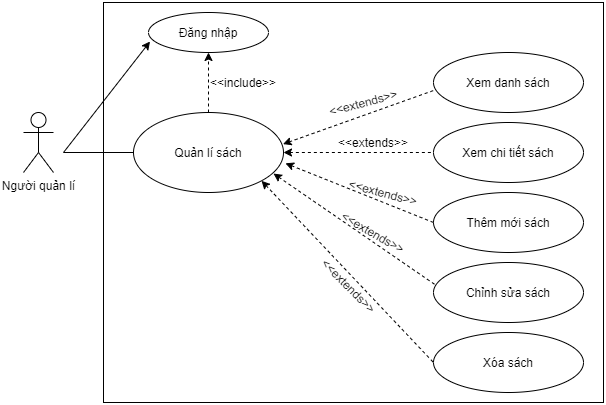 Đăng nhập
<<include>>
Quản lí sách
Người quản lí
<<extends>>
Xem danh sách
<<extends>>
Xem chi tiết sách
<<extends>>
Thêm mới sách
<<extends>>
Chỉnh sửa sách
<<extends>>
Xóa sách